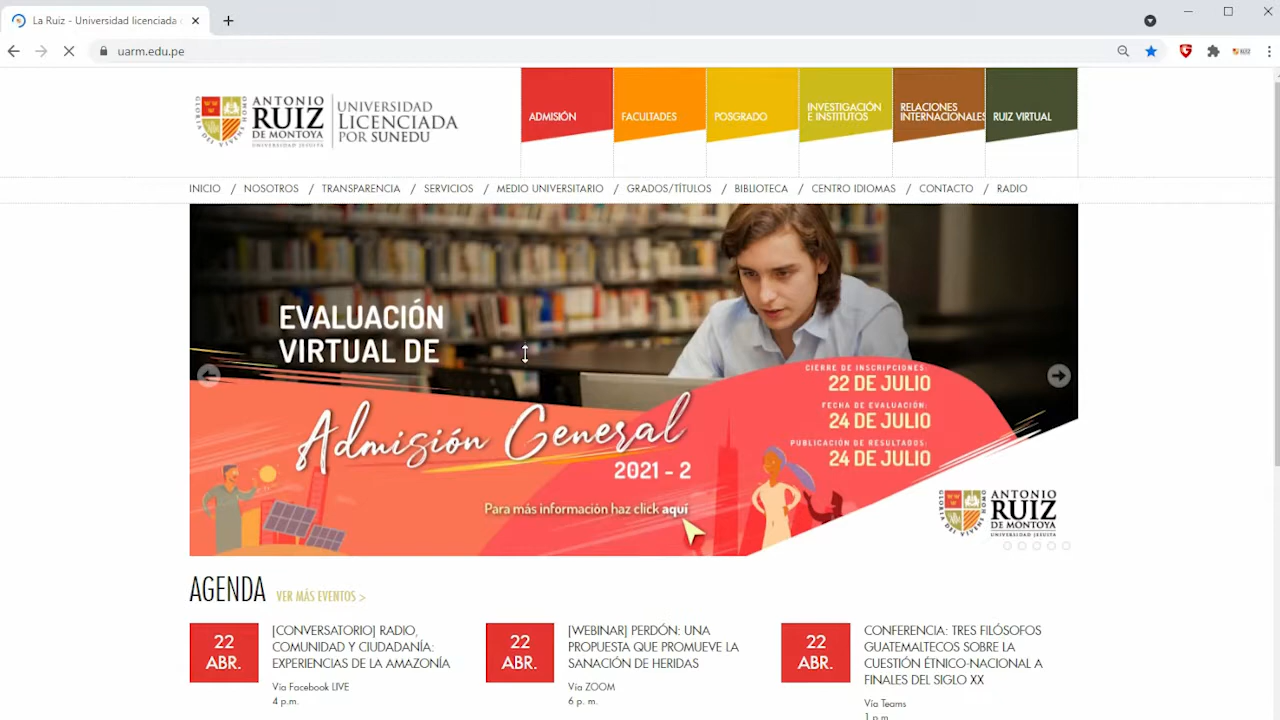 La Ruiz - Universidad licenciada
uarm.edu.pe
ANTONIO
RUIZ
DE MONTOYA
UNIVERSIDAD JESUITA
UNIVERSIDAD
LICENCIADA
POR SUNEDU
ADMISIÓN
FACULTADES
POSGRADO
INVESTIGACIÓN
E INSTITUTOS
RELACIONES
INTERNACIONALES
RUIZ VIRTUAL
INICIO / NOSOTROS / TRANSPARENCIA / SERVICIOS / MEDIO UNIVERSITARIO / GRADOS/TÍTULOS / BIBLIOTECA / CENTRO IDIOMAS / CONTACTO / RADIO
EVALUACIÓN
VIRTUAL DE
Admisión General
2021 - 2
Para más información haz click aquí
CIERRE DE INSCRIPCIONES:
22 DE JULIO
FECHA DE EVALUACIÓN:
24 DE JULIO
PUBLICACIÓN DE RESULTADOS:
24 DE JULIO
ANTONIO
RUIZ
DE MONTOYA
UNIVERSIDAD JESUITA
AGENDA VER MÁS EVENTOS >
22
ABR.
[CONVERSATORIO] RADIO,
COMUNIDAD Y CIUDADANÍA:
EXPERIENCIAS DE LA AMAZONÍA
Vía Facebook LIVE
4 p.m.
22
ABR.
[WEBINAR] PERDÓN: UNA
PROPUESTA QUE PROMUEVE LA
SANACIÓN DE HERIDAS
Vía ZOOM
6 p. m.
22
ABR.
CONFERENCIA: TRES FILÓSOFOS
GUATEMALTECOS SOBRE LA
CUESTIÓN ÉTNICO-NACIONAL A
FINALES DEL SIGLO XX
Vía Teams
1 p.m.